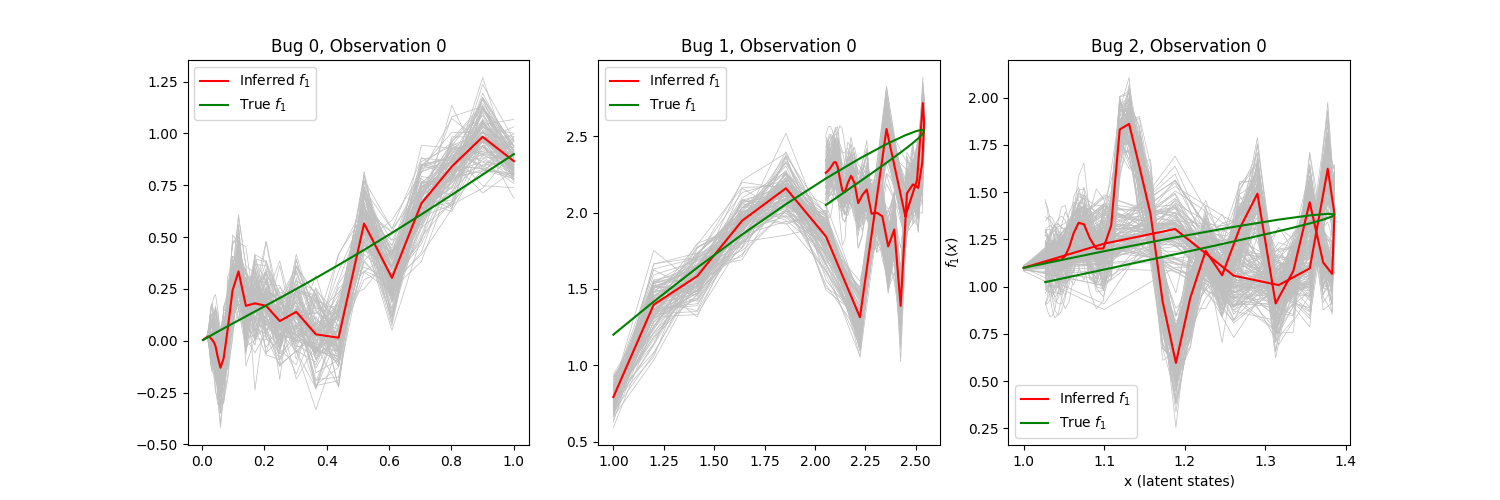 Bug 0, Observation 0
Inferred f₁
True f₁
1.25
1.00
0.75
0.50
0.25
0.00
−0.25
−0.50
0.0 0.2 0.4 0.6 0.8 1.0
Bug 1, Observation 0
Inferred f₁
True f₁
2.5
2.0
1.5
1.0
0.5
1.00 1.25 1.50 1.75 2.00 2.25 2.50
Bug 2, Observation 0
f₁(x)
2.00
1.75
1.50
1.25
1.00
0.75
0.50
0.25
Inferred f₁
True f₁
1.0 1.1 1.2 1.3 1.4
x (latent states)